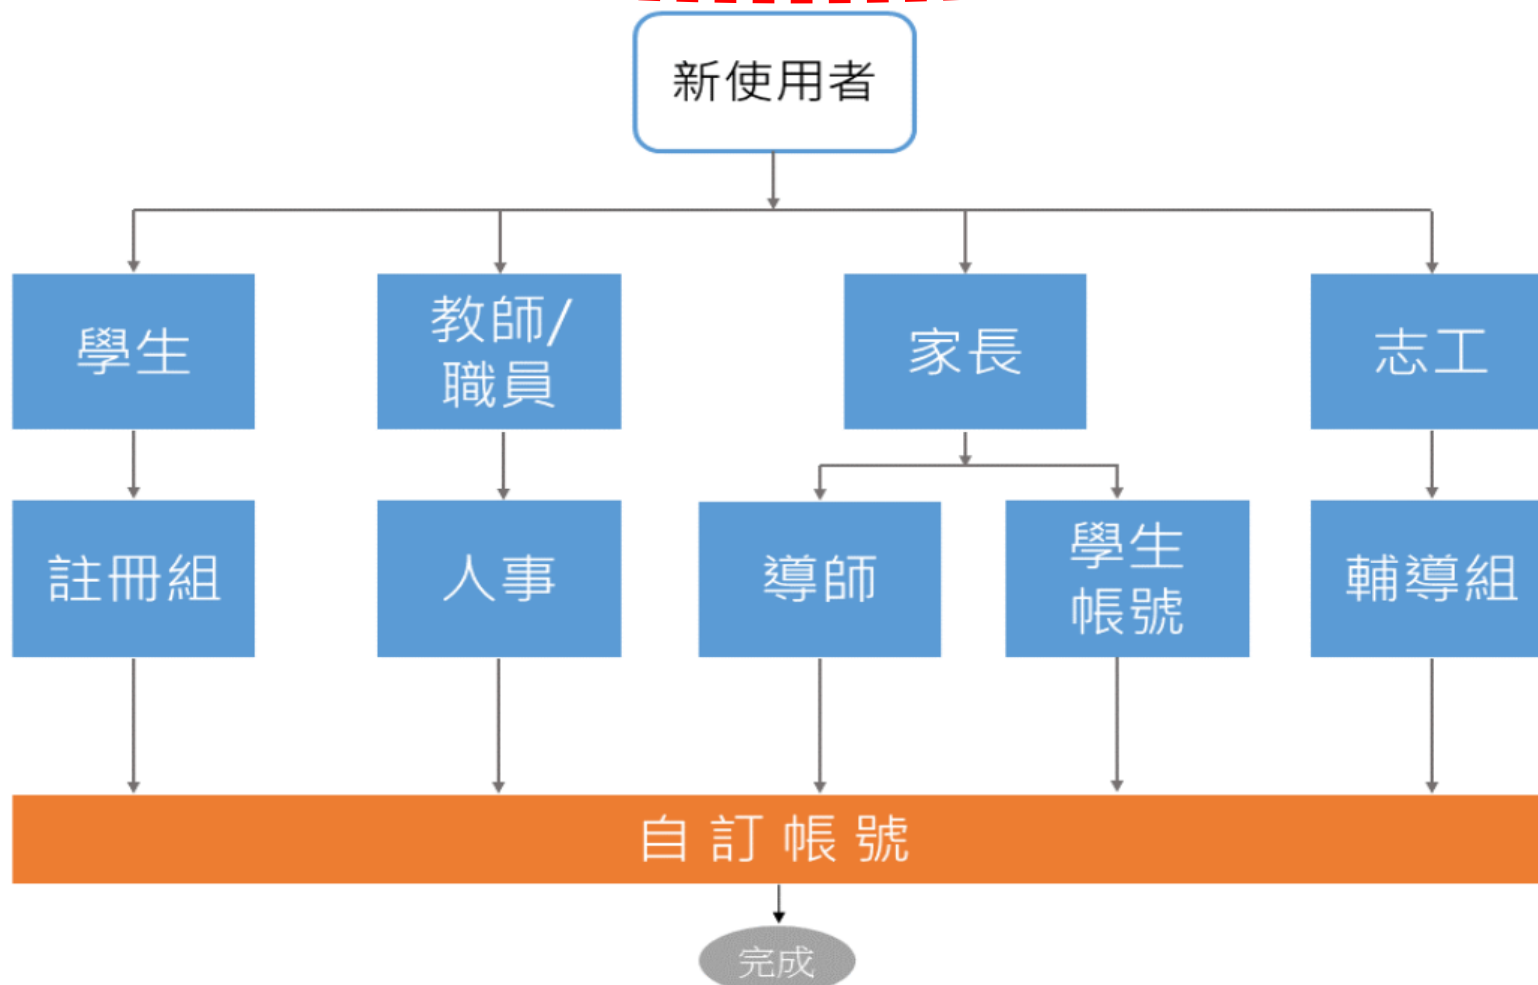 新使用者
學生
教師/
職員
家長
志工
註冊組
人事
導師
學生
帳號
輔導組
自訂帳號
完成